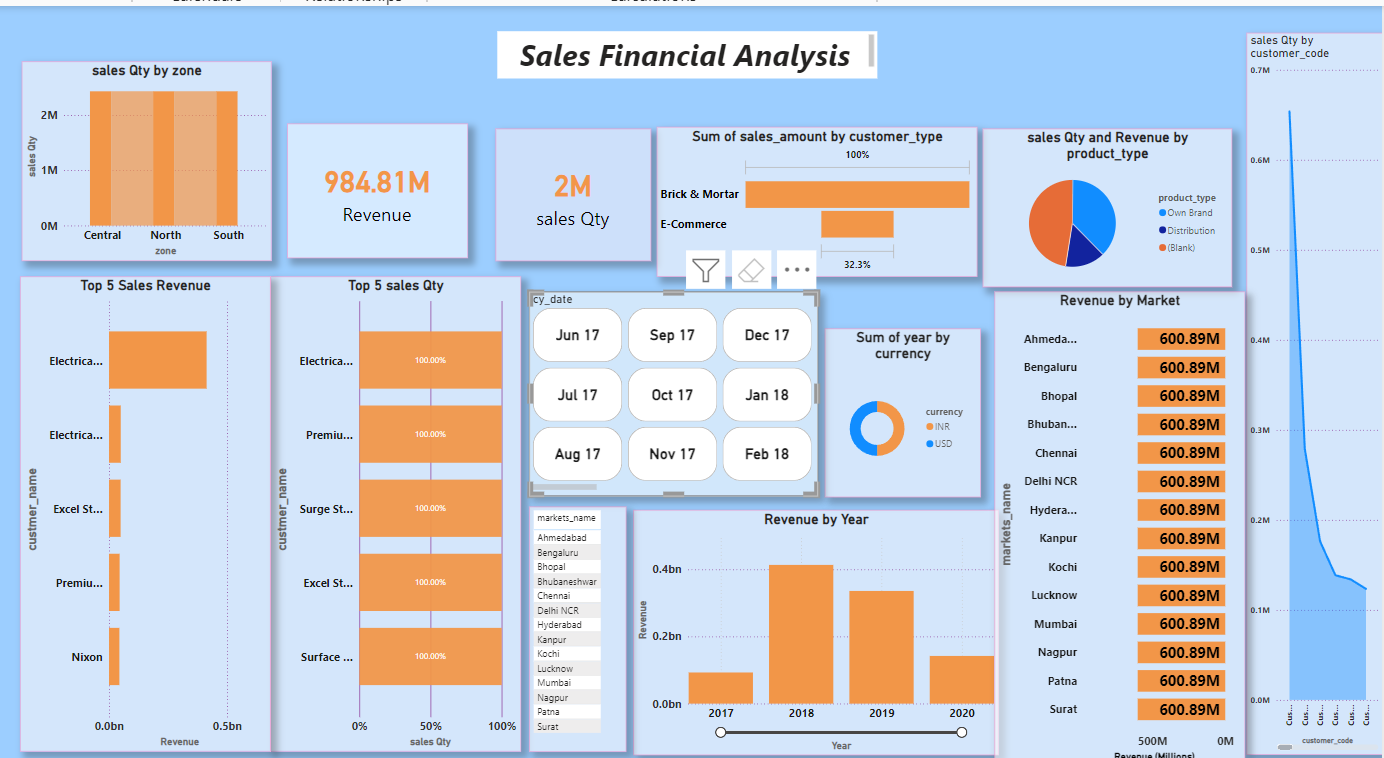 Sales Financial Analysis
sales Qty by zone
2M
1M
0M
sales Qty
Central
North
South
zone
984.81M
Revenue
2M
sales Qty
Sum of sales_amount by customer_type
100%
Brick & Mortar
E-Commerce
32.3%
sales Qty and Revenue by
product_type
product_type
Own Brand
Distribution
(Blank)
sales Qty by
customer_code
0.7M
0.6M
0.5M
0.4M
0.3M
0.2M
0.1M
0.0M
Cus...
Cus...
Cus...
Cus...
Cus...
Cus...
customer_code
Top 5 Sales Revenue
custmer_name
Electrica...
Electrica...
Excel St...
Premiu...
Nixon
0.0bn
0.5bn
Revenue
Top 5 sales Qty
custmer_name
Electrica...
100.00%
Premiu...
100.00%
Surge St...
100.00%
Excel St...
100.00%
Surface ...
100.00%
0%
50%
100%
sales Qty
cy_date
Jun 17
Sep 17
Dec 17
Jul 17
Oct 17
Jan 18
Aug 17
Nov 17
Feb 18
Sum of year by
currency
currency
INR
USD
markets_name
Ahmedabad
Bengaluru
Bhopal
Bhubaneshwar
Chennai
Delhi NCR
Hyderabad
Kanpur
Kochi
Lucknow
Mumbai
Nagpur
Patna
Surat
Revenue by Year
Revenue
0.4bn
0.2bn
0.0bn
2017
2018
2019
2020
Year
Revenue by Market
markets_name
Ahmeda...
600.89M
Bengaluru
600.89M
Bhopal
600.89M
Bhuban...
600.89M
Chennai
600.89M
Delhi NCR
600.89M
Hydera...
600.89M
Kanpur
600.89M
Kochi
600.89M
Lucknow
600.89M
Mumbai
600.89M
Nagpur
600.89M
Patna
600.89M
Surat
600.89M
500M
0M
Revenue (Millions)